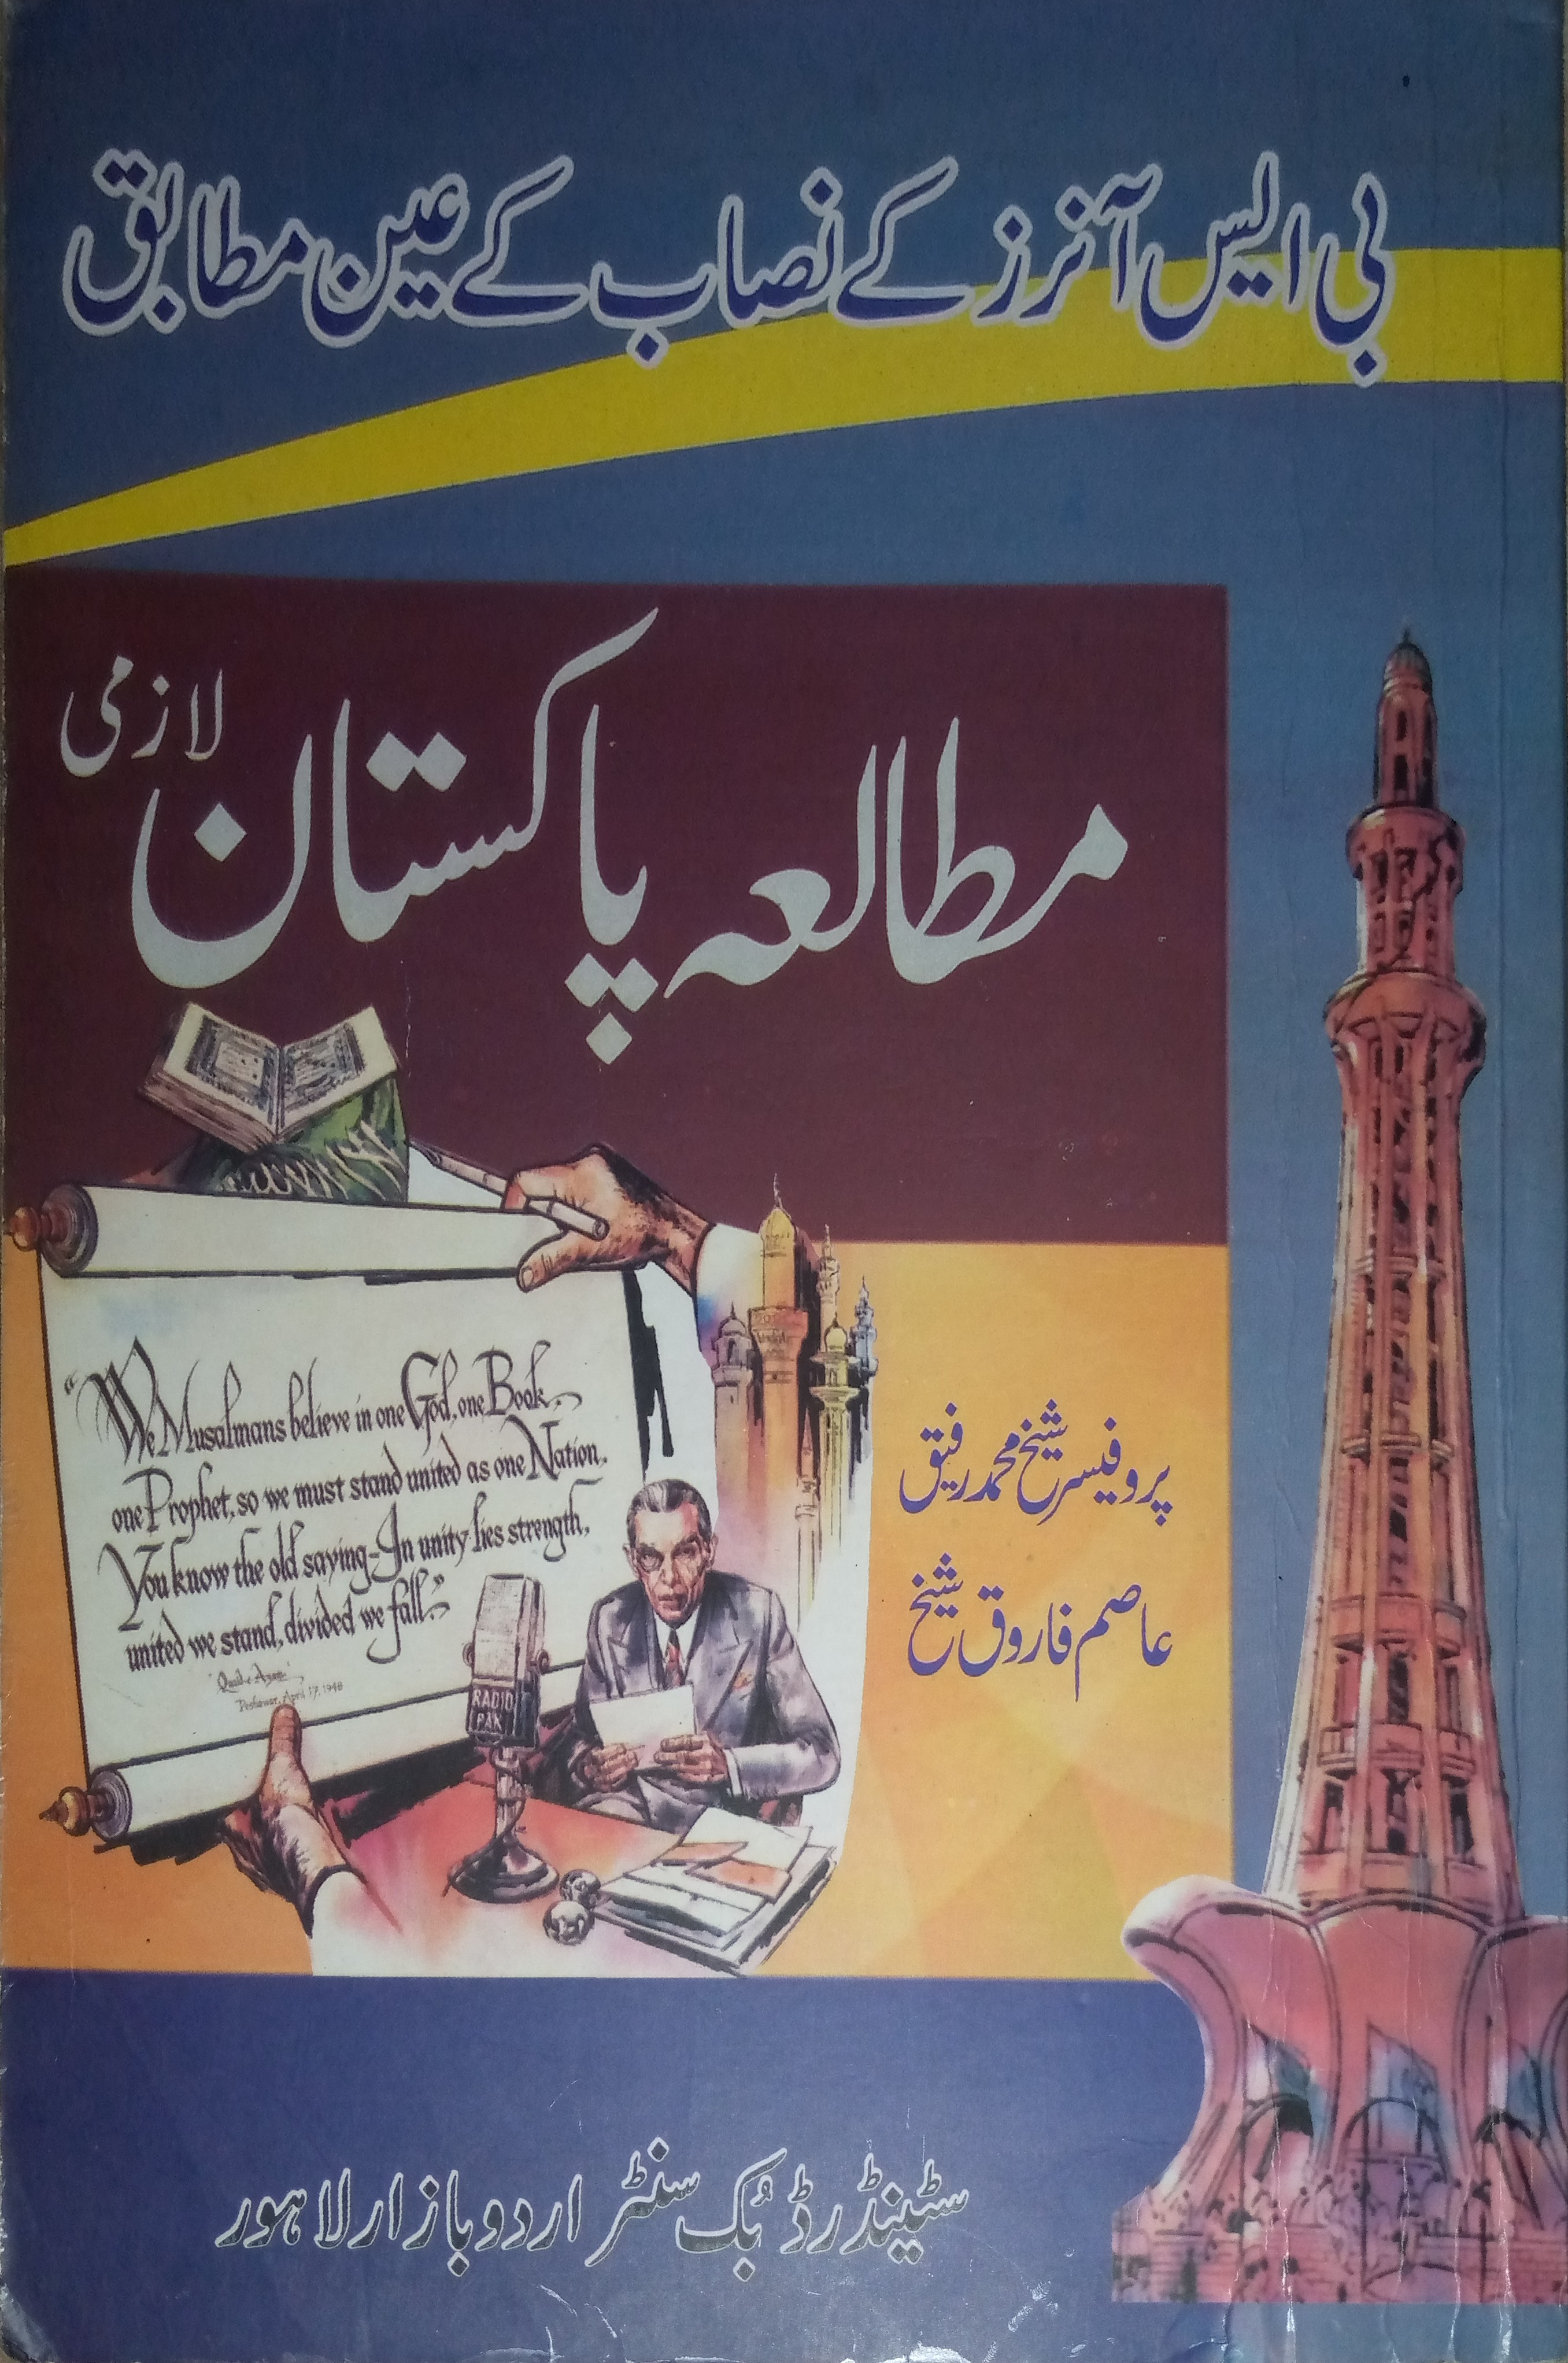 بی ایس آنرز کے نصاب کے عین مطابق
لازمی
مطالعہ پاکستان
"We Musalmans believe in one God, one Book,
one Prophet, so we must stand united as one Nation.
You know the old saying - In unity lies strength,
united we stand, divided we fall."
Quaid-e-Azam
Peshawar, April 17, 1948
RADIO
PAK
پروفیسر شیخ محمد رفیق
عاصم فاروق شیخ
سٹینڈرڈ بُک سنٹر اردو بازار لاہور